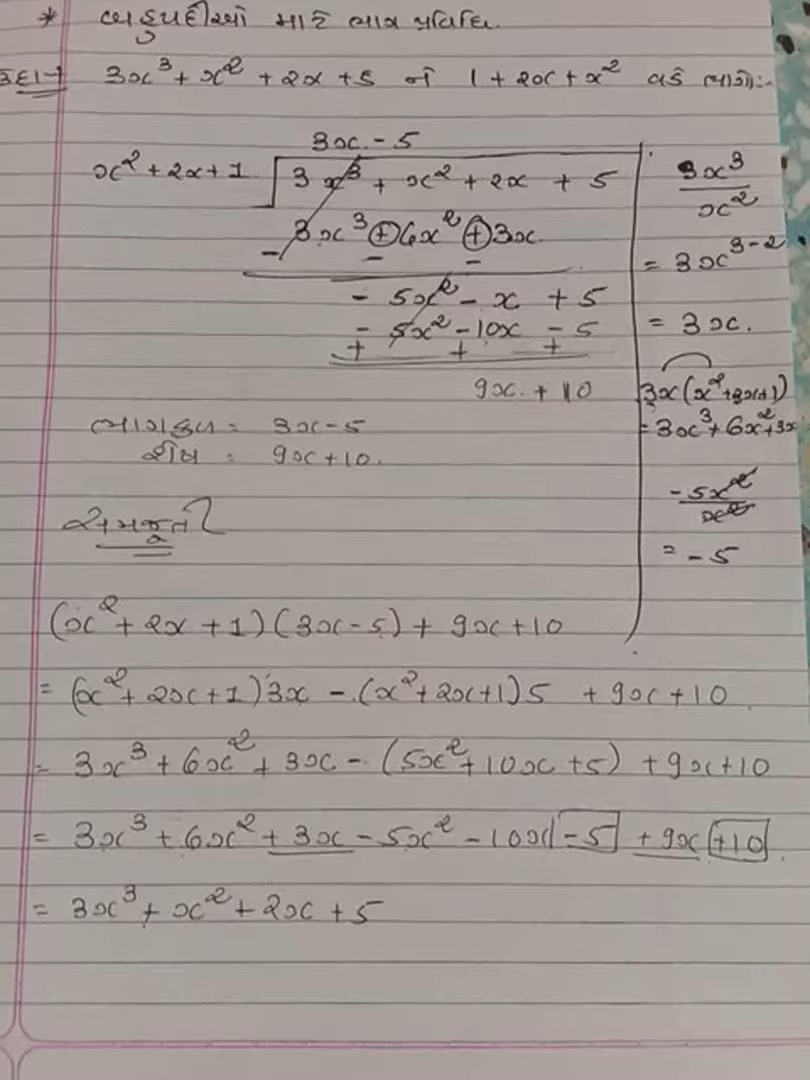 * બહુપદીઓ માટે ભાગ પ્રવિધિ.
ઉદા-1 3x³ + x² + 2x + 5 ને 1 + 2x + x² વડે ભાગો:-
3x - 5
x² + 2x + 1 3x³ + x² + 2x + 5
3x³ + 6x² + 3x
- - -
- 5x² - x + 5
- 5x² - 10x - 5
+ + +
9x + 10
ભાગફળ = 3x - 5
શેષ = 9x + 10.
3x³
x²
= 3x³⁻²
= 3x.
3x(x²+2x+1)
= 3x³ + 6x² + 3x
-5x²
x²
= -5
સમજૂતી
(x² + 2x + 1) (3x - 5) + 9x + 10
= (x² + 2x + 1) 3x - (x² + 2x + 1) 5 + 9x + 10
= 3x³ + 6x² + 3x - (5x² + 10x + 5) + 9x + 10
= 3x³ + 6x² + 3x - 5x² - 10x - 5 + 9x + 10.
= 3x³ + x² + 2x + 5